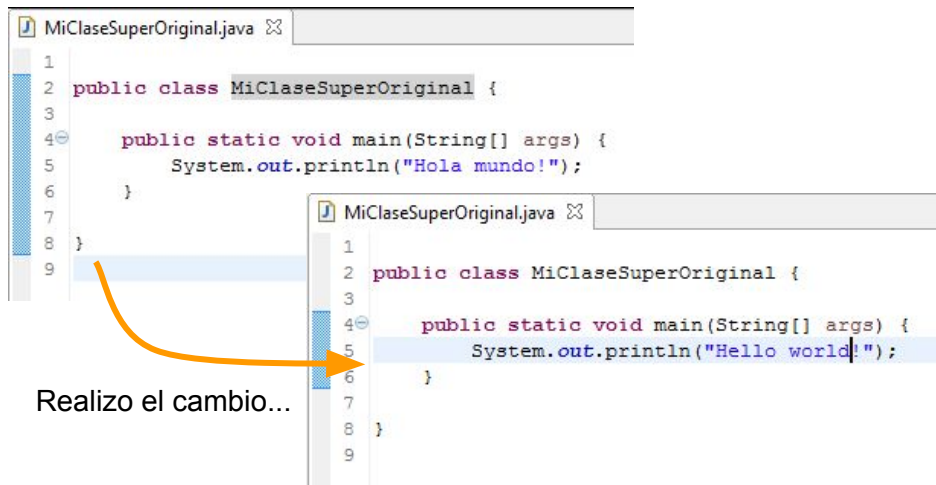 MiClaseSuperOriginal.java
1
2 public class MiClaseSuperOriginal {
3
4 public static void main(String[] args) {
5 System.out.println("Hola mundo!");
6 }
7
8 }
9
MiClaseSuperOriginal.java
1
2 public class MiClaseSuperOriginal {
3
4 public static void main(String[] args) {
5 System.out.println("Hello world!");
6 }
7
8 }
9
Realizo el cambio...